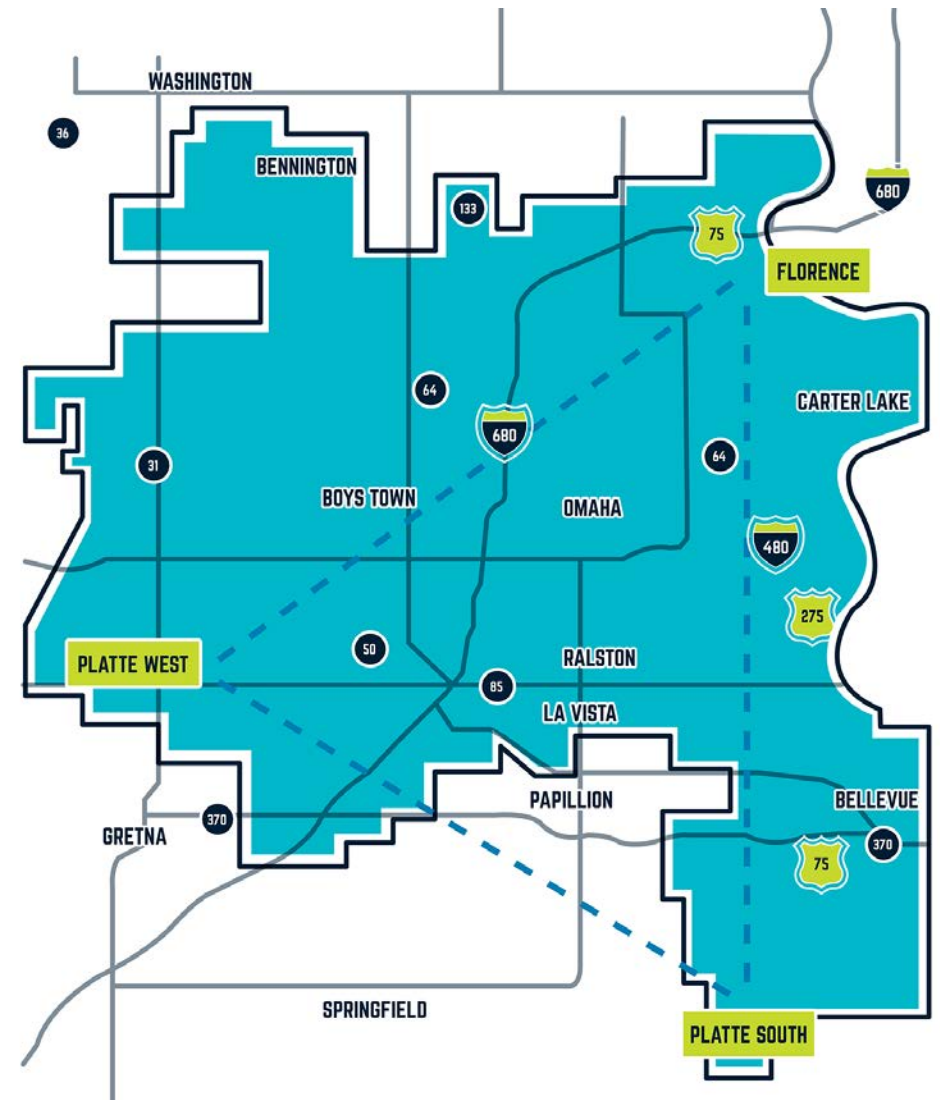 WASHINGTON
36
BENNINGTON
133
680
75
FLORENCE
64
CARTER LAKE
680
31
64
BOYS TOWN
OMAHA
480
275
50
RALSTON
PLATTE WEST
85
LA VISTA
PAPILLION
BELLEVUE
370
GRETNA
370
75
SPRINGFIELD
PLATTE SOUTH